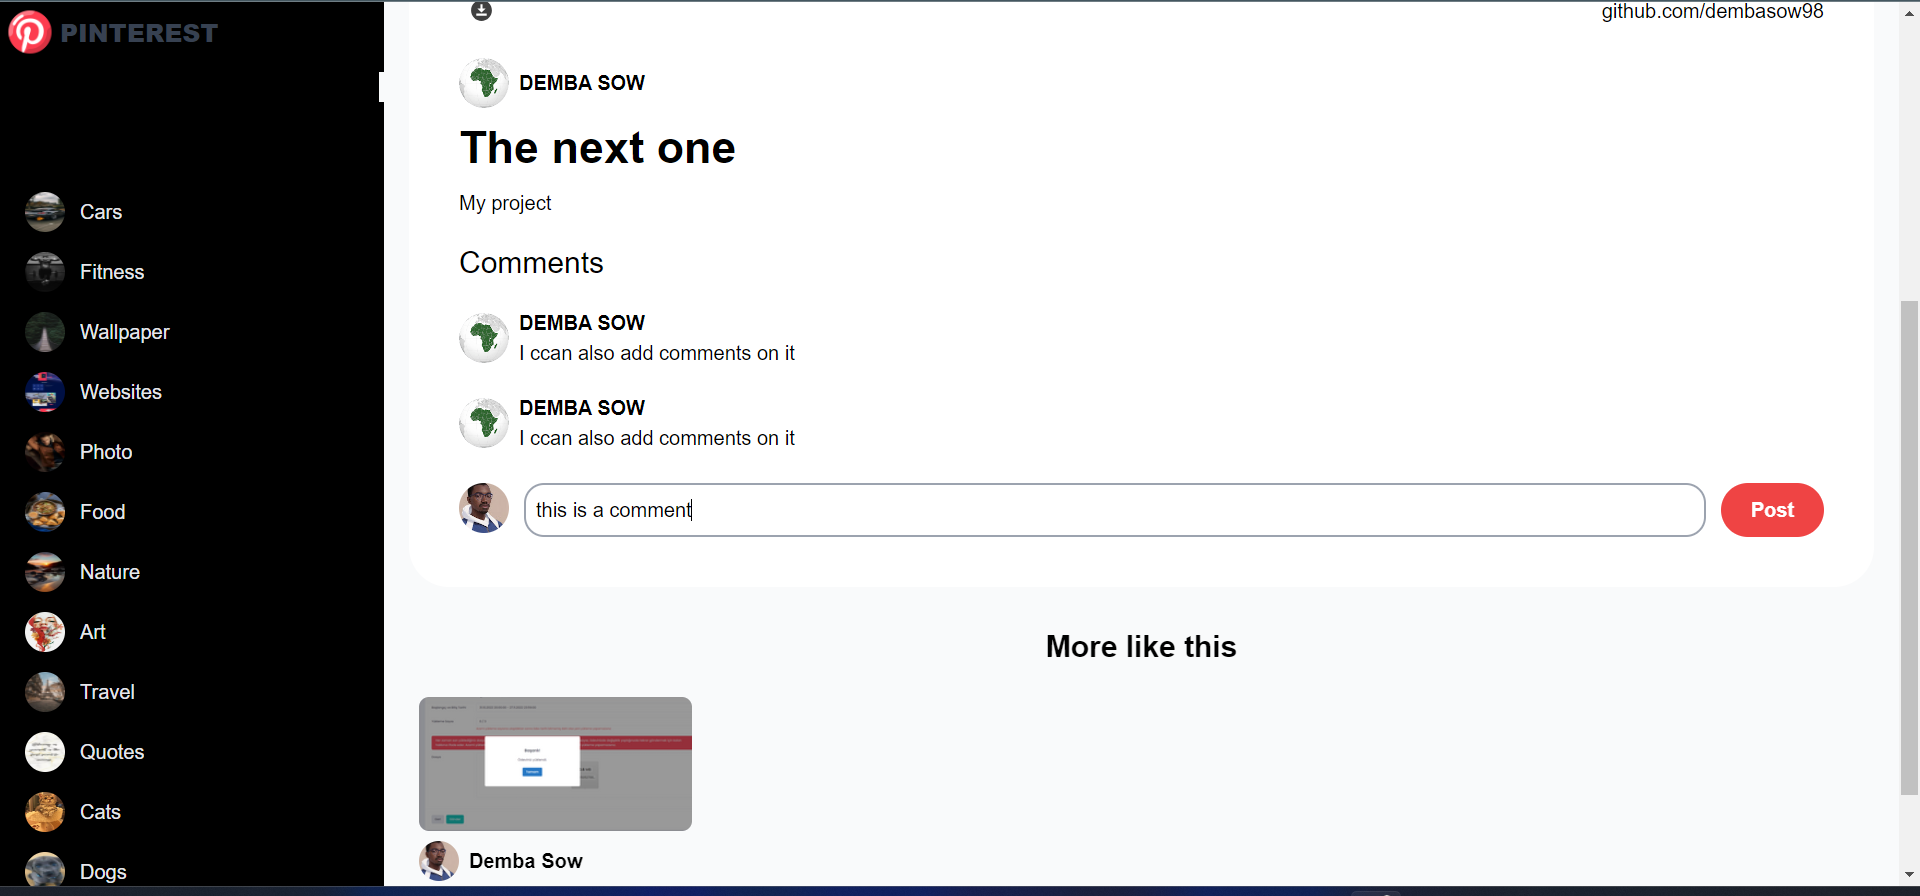 PINTEREST
Cars
Fitness
Wallpaper
Websites
Photo
Food
Nature
Art
Travel
Quotes
Cats
Dogs
github.com/dembasow98
DEMBA SOW
The next one
My project
Comments
DEMBA SOW
I ccan also add comments on it
DEMBA SOW
I ccan also add comments on it
this is a comment
Post
More like this
Demba Sow